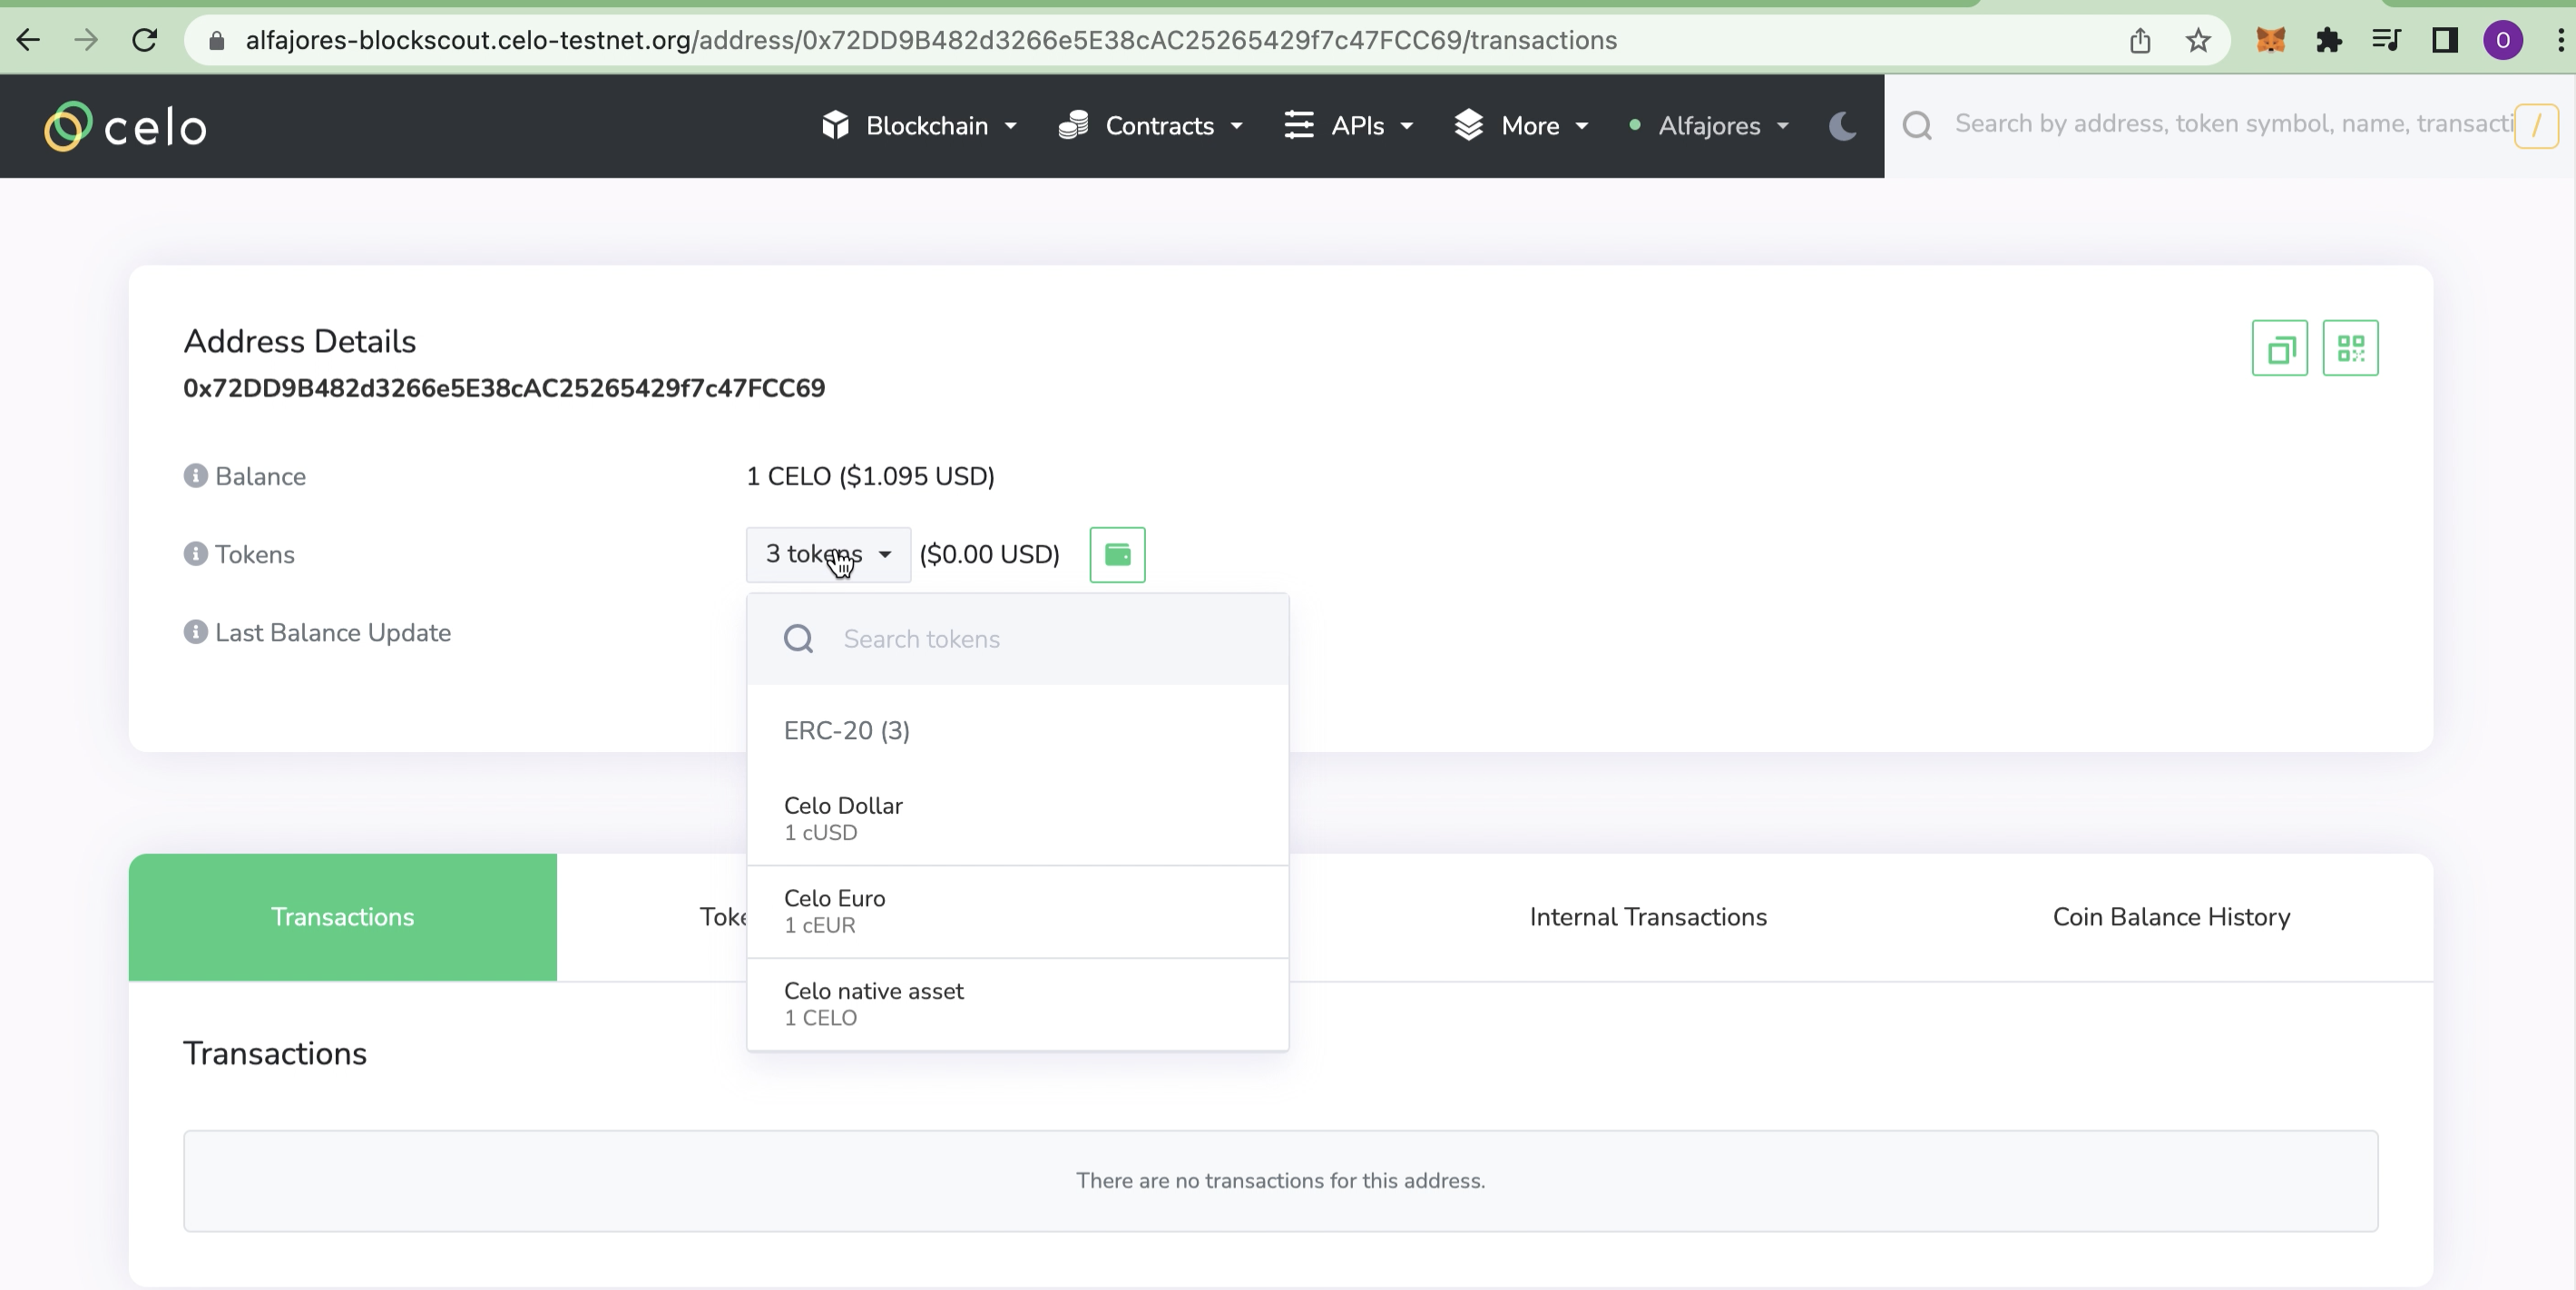 alfajores-blockscout.celo-testnet.org/address/0x72DD9B482d3266e5E38cAC25265429f7c47FCC69/transactions
O
celo
Blockchain
Contracts
APIs
More
Alfajores
Search by address, token symbol, name, transacti
/
Address Details
0x72DD9B482d3266e5E38cAC25265429f7c47FCC69
Balance
1 CELO ($1.095 USD)
Tokens
3 tokens
($0.00 USD)
Last Balance Update
Search tokens
ERC-20 (3)
Celo Dollar
1 cUSD
Celo Euro
1 cEUR
Celo native asset
1 CELO
Transactions
Toke
Internal Transactions
Coin Balance History
Transactions
There are no transactions for this address.